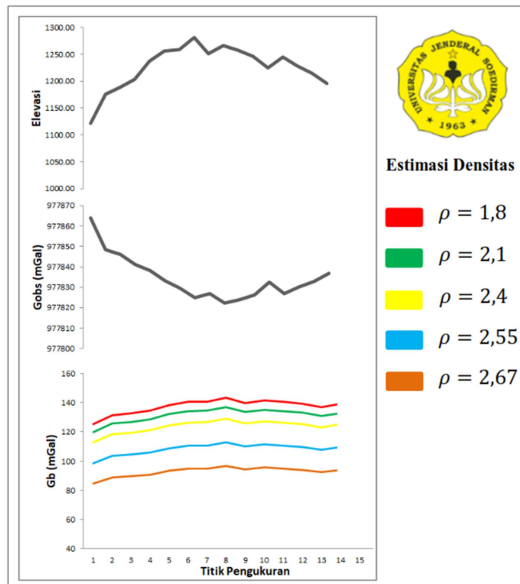 1300.00
1250.00
1200.00
1150.00
1100.00
1050.00
1000.00
Elevasi
977870
977860
977850
977840
977830
977820
977810
977800
Gobs (mGal)
160
140
120
100
80
60
40
Gb (mGal)
1 2 3 4 5 6 7 8 9 10 11 12 13 14 15
Titik Pengukuran
UNIVERSITAS JENDERAL SOEDIRMAN
★ 1963 ★
Estimasi Densitas
ρ = 1,8
ρ = 2,1
ρ = 2,4
ρ = 2,55
ρ = 2,67